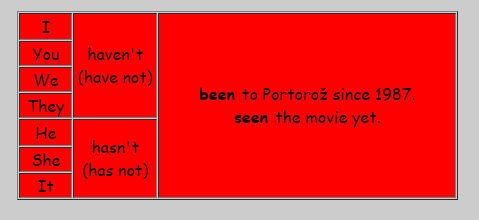 I
You
We
They
haven't
(have not)
He
She
It
hasn't
(has not)
been to Portorož since 1987.
seen the movie yet.